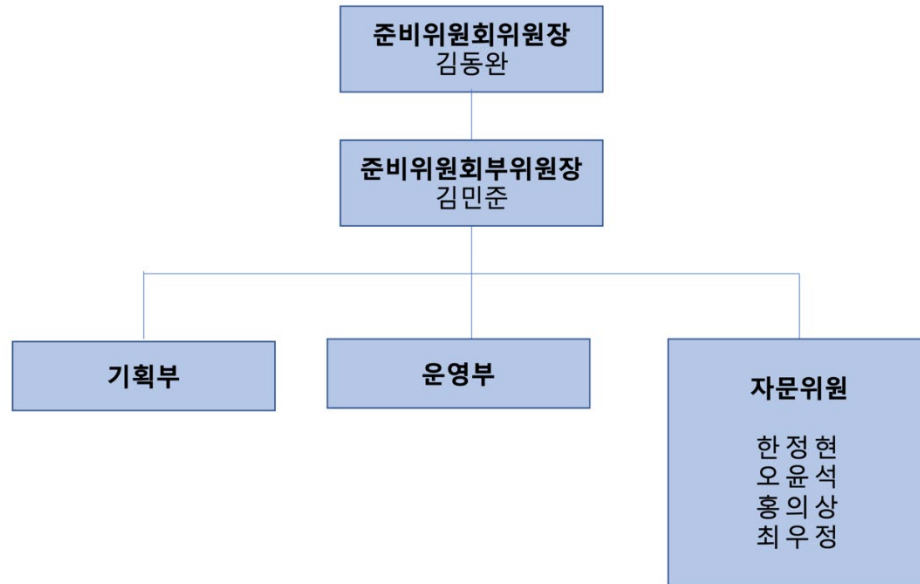 준비위원회위원장
김동완
준비위원회부위원장
김민준
기획부
운영부
자문위원
한 정 현
오 윤 석
홍 의 상
최 우 정